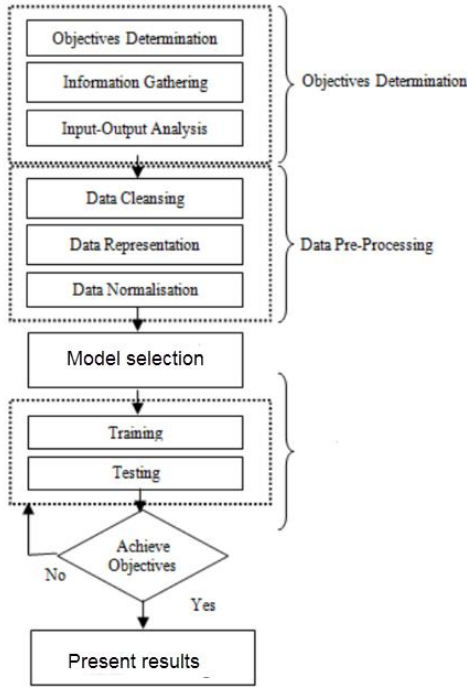 Objectives Determination
Information Gathering
Input-Output Analysis
Objectives Determination
Data Cleansing
Data Representation
Data Normalisation
Data Pre-Processing
Model selection
Training
Testing
Achieve
Objectives
No
Yes
Present results